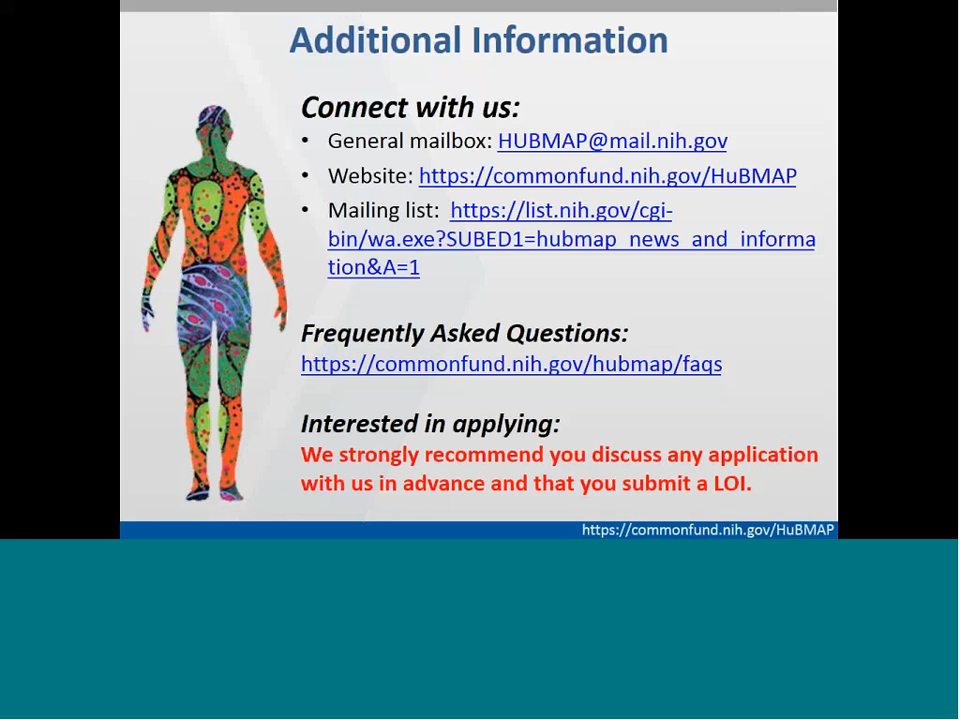 Additional Information
Connect with us:
• General mailbox: HUBMAP@mail.nih.gov
• Website: https://commonfund.nih.gov/HuBMAP
• Mailing list: https://list.nih.gov/cgi-
bin/wa.exe?SUBED1=hubmap_news_and_informa
tion&A=1
Frequently Asked Questions:
https://commonfund.nih.gov/hubmap/faqs
Interested in applying:
We strongly recommend you discuss any application
with us in advance and that you submit a LOI.
https://commonfund.nih.gov/HuBMAP